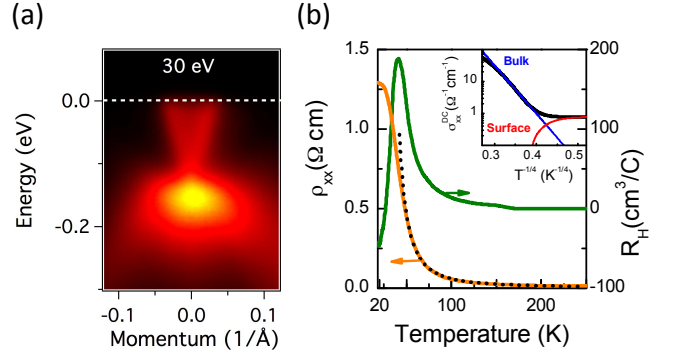 (a)
30 eV
Energy (eV)
0.0
-0.2
-0.1
0.0
0.1
Momentum (1/Å)
(b)
ρxx(Ω cm)
1.5
1.0
0.5
0.0
20
100
200
Temperature (K)
200
100
0
-100
RH(cm³/C)
σxxDC(Ω-1 cm-1)
10
1
Bulk
Surface
0.3
0.4
0.5
T-1/4 (K-1/4)